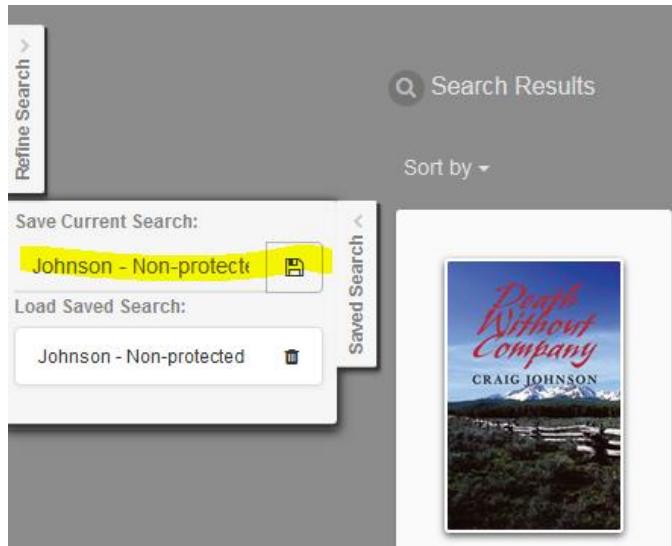 Refine Search
Search Results
Sort by
Save Current Search:
Johnson - Non-protecte
Load Saved Search:
Johnson - Non-protected
Saved Search
Death
Without
Company
CRAIG JOHNSON